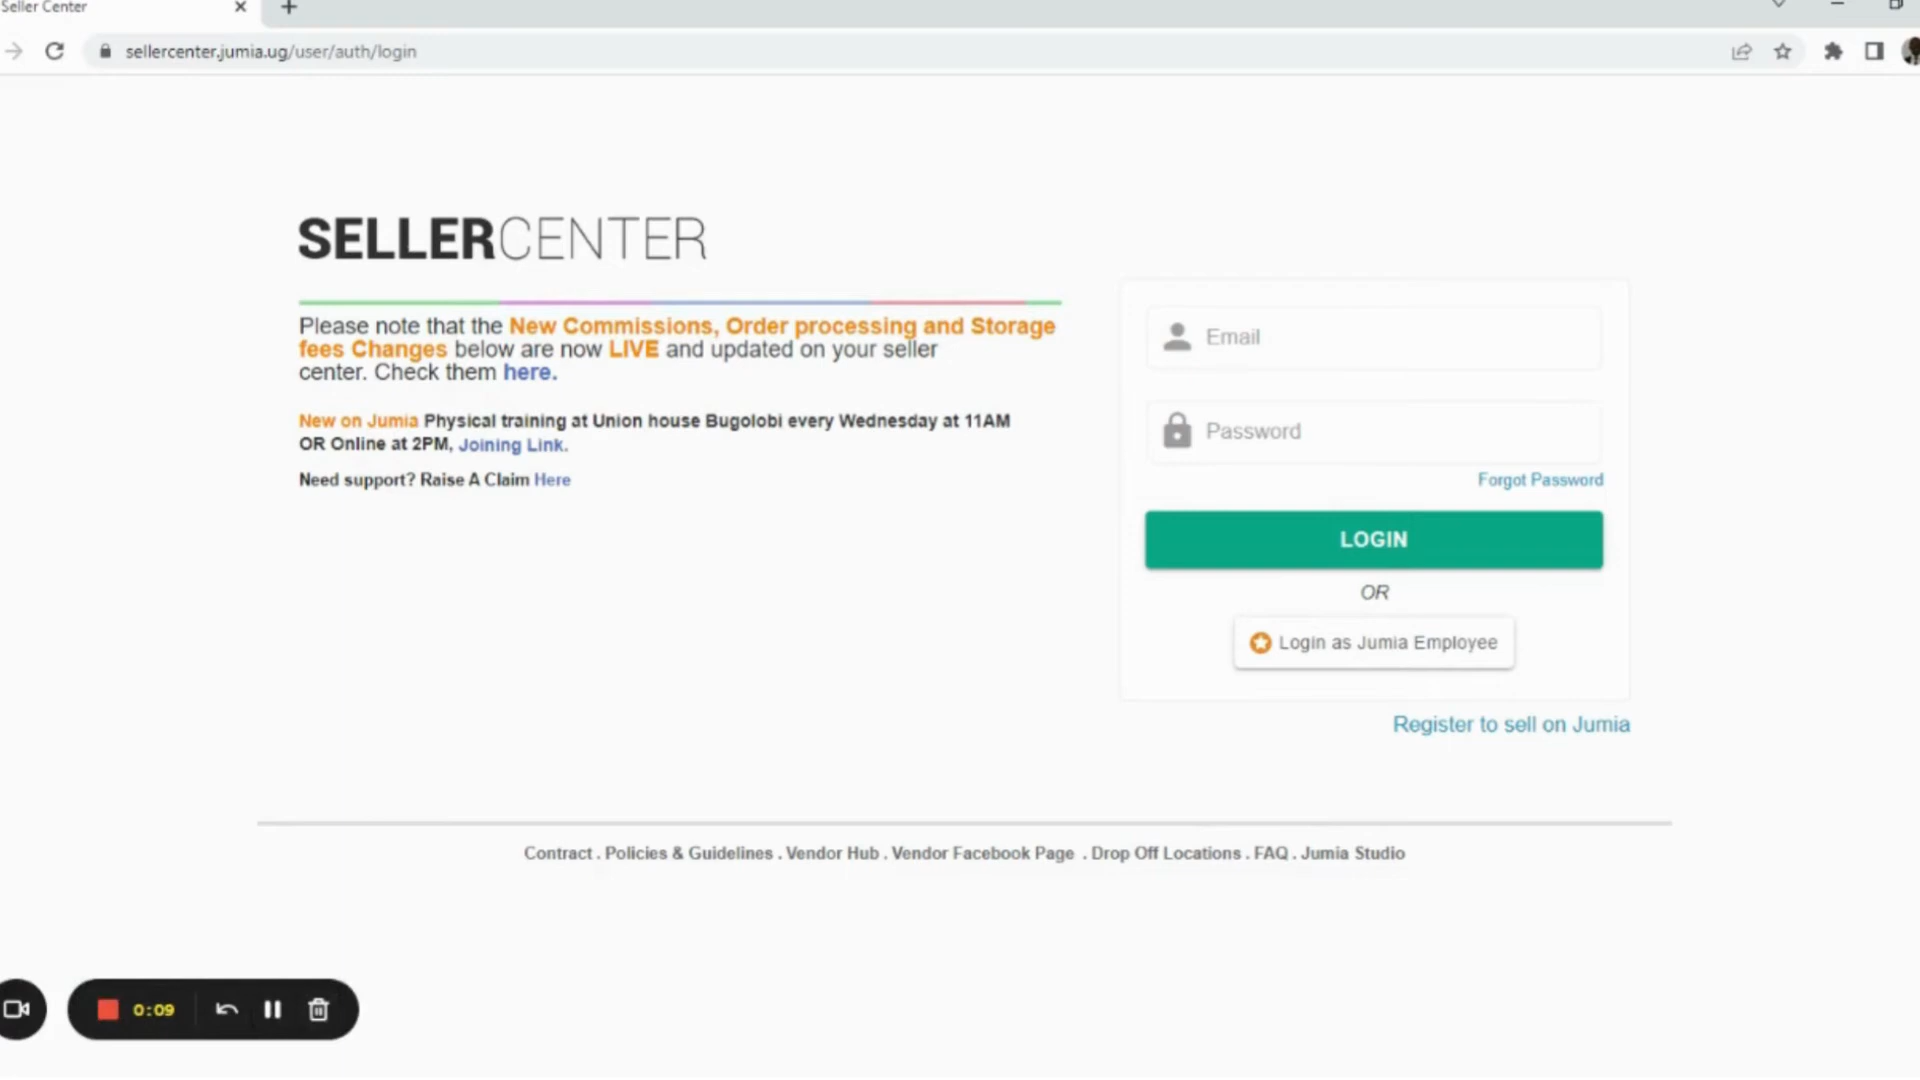 Seller Center
sellercenter.jumia.ug/user/auth/login
SELLERCENTER
Please note that the New Commissions, Order processing and Storage
fees Changes below are now LIVE and updated on your seller
center. Check them here.
New on Jumia Physical training at Union house Bugolobi every Wednesday at 11AM
OR Online at 2PM, Joining Link.
Need support? Raise A Claim Here
Email
Password
Forgot Password
LOGIN
OR
Login as Jumia Employee
Register to sell on Jumia
Contract . Policies & Guidelines . Vendor Hub . Vendor Facebook Page . Drop Off Locations . FAQ . Jumia Studio
0:09